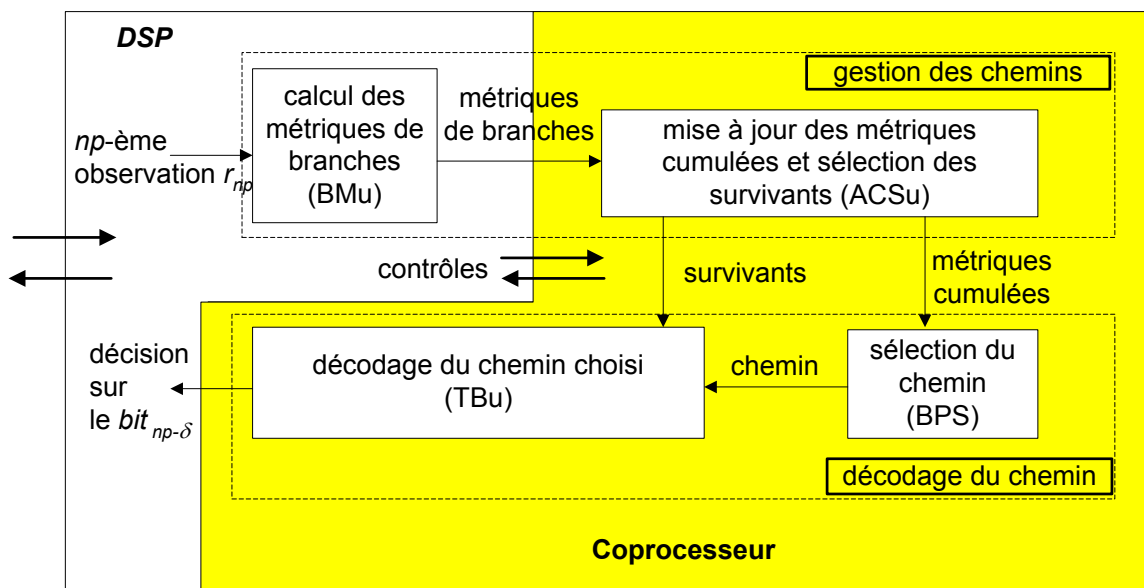 DSP
gestion des chemins
calcul des
métriques de
branches
(BMu)
métriques
de branches
mise à jour des métriques
cumulées et sélection des
survivants (ACSu)
np-ème
observation r np
contrôles
survivants
métriques
cumulées
décision
sur
le bit np-δ
décodage du chemin choisi
(TBu)
chemin
sélection du
chemin
(BPS)
décodage du chemin
Coprocesseur